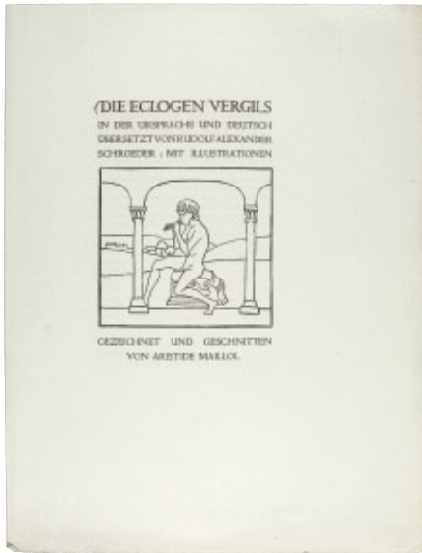 (DIE ECLOGEN VERGILS
IN DER URSPRACHE UND DEUTSCH
ÜBERSETZT VON RUDOLF ALEXANDER
SCHROEDER : MIT ILLUSTRATIONEN
GEZEICHNET UND GESCHNITTEN
VON ARISTIDE MAILLOL